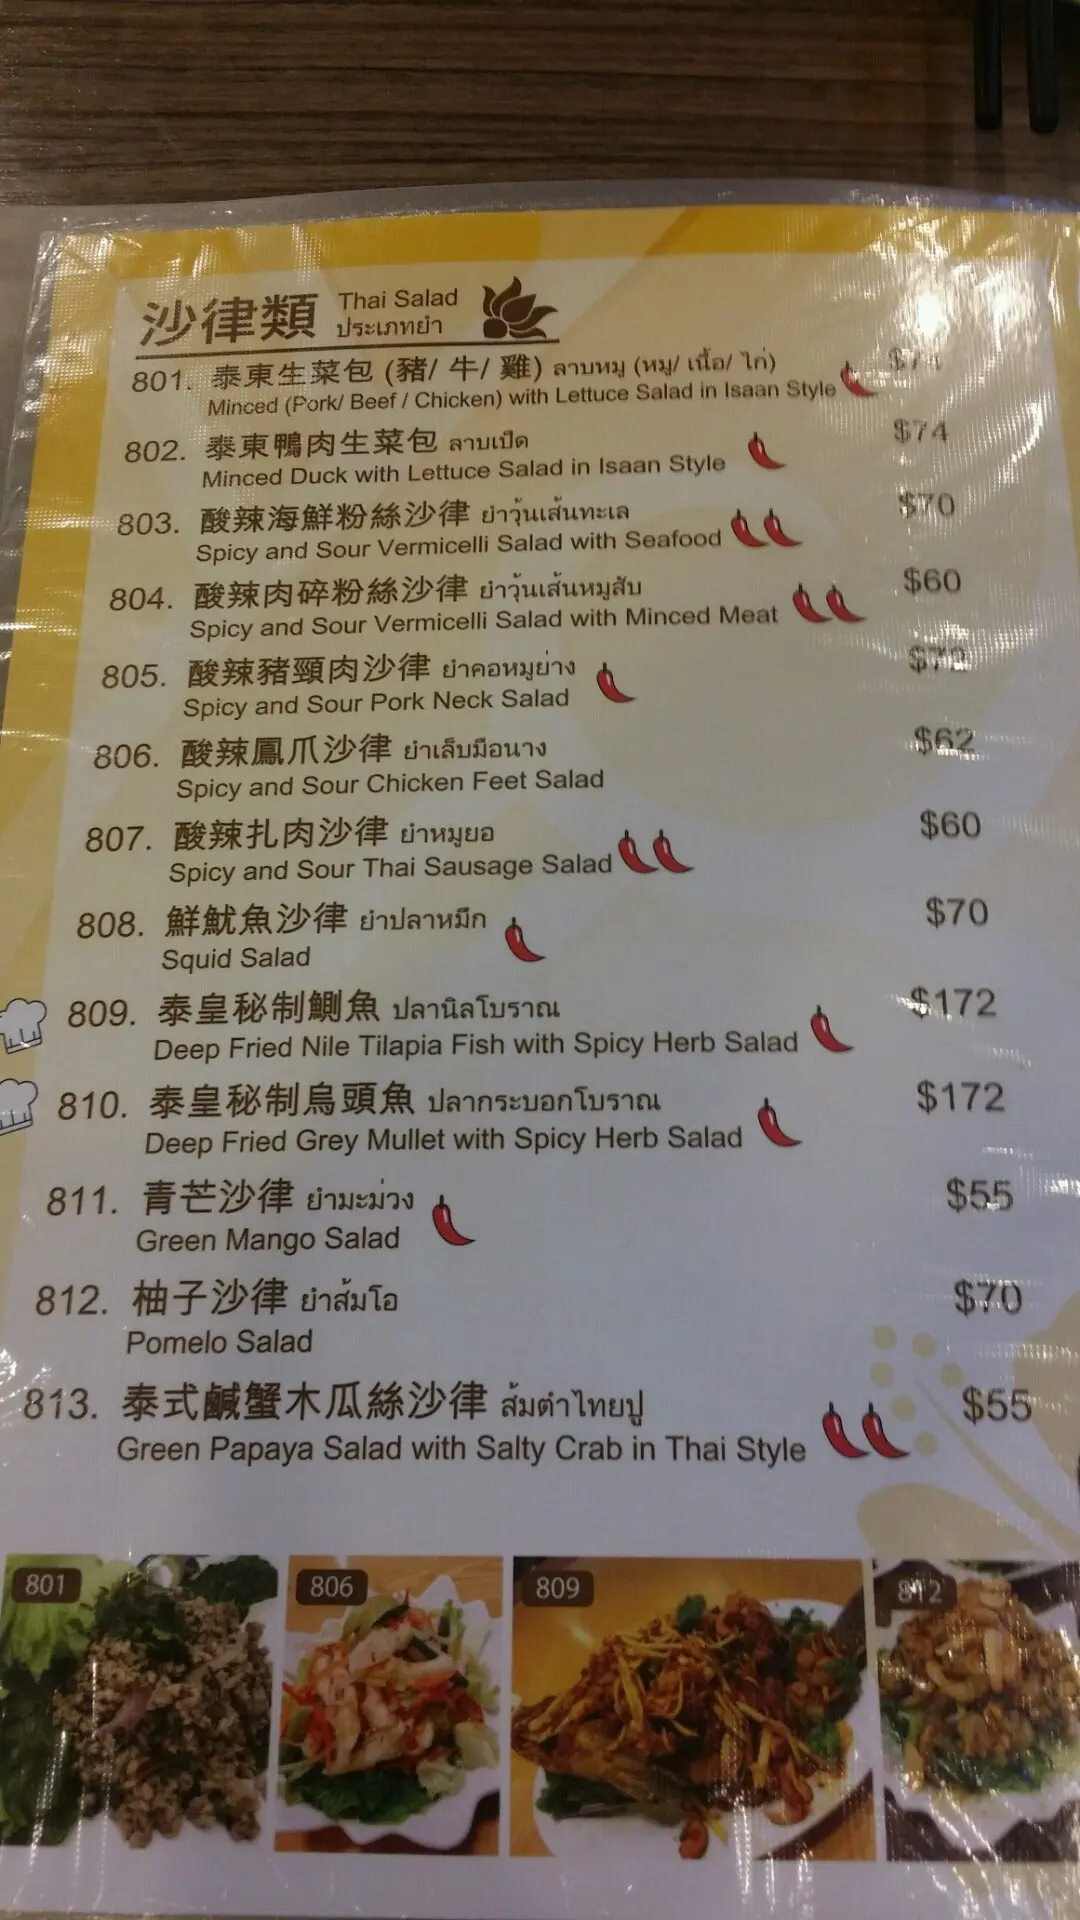 沙律類 Thai Salad
ประเภทยำ
801. 泰東生菜包 (豬/ 牛/ 雞) ลาบหมู (หมู/ เนื้อ/ ไก่)
Minced (Pork/ Beef / Chicken) with Lettuce Salad in Isaan Style
802. 泰東鴨肉生菜包 ลาบเป็ด $74
Minced Duck with Lettuce Salad in Isaan Style
803. 酸辣海鮮粉絲沙律 ยำวุ้นเส้นทะเล $70
Spicy and Sour Vermicelli Salad with Seafood
804. 酸辣肉碎粉絲沙律 ยำวุ้นเส้นหมูสับ $60
Spicy and Sour Vermicelli Salad with Minced Meat
805. 酸辣豬頸肉沙律 ยำคอหมูย่าง
Spicy and Sour Pork Neck Salad
806. 酸辣鳳爪沙律 ยำเล็บมือนาง $62
Spicy and Sour Chicken Feet Salad
807. 酸辣扎肉沙律 ยำหมูยอ $60
Spicy and Sour Thai Sausage Salad
808. 鮮魷魚沙律 ยำปลาหมึก $70
Squid Salad
809. 泰皇秘制鰂魚 ปลานิลโบราณ $172
Deep Fried Nile Tilapia Fish with Spicy Herb Salad
810. 泰皇秘制烏頭魚 ปลากระบอกโบราณ $172
Deep Fried Grey Mullet with Spicy Herb Salad
811. 青芒沙律 ยำมะม่วง $55
Green Mango Salad
812. 柚子沙律 ยำส้มโอ $70
Pomelo Salad
813. 泰式鹹蟹木瓜絲沙律 ส้มตำไทยปู $55
Green Papaya Salad with Salty Crab in Thai Style
801 806 809 812